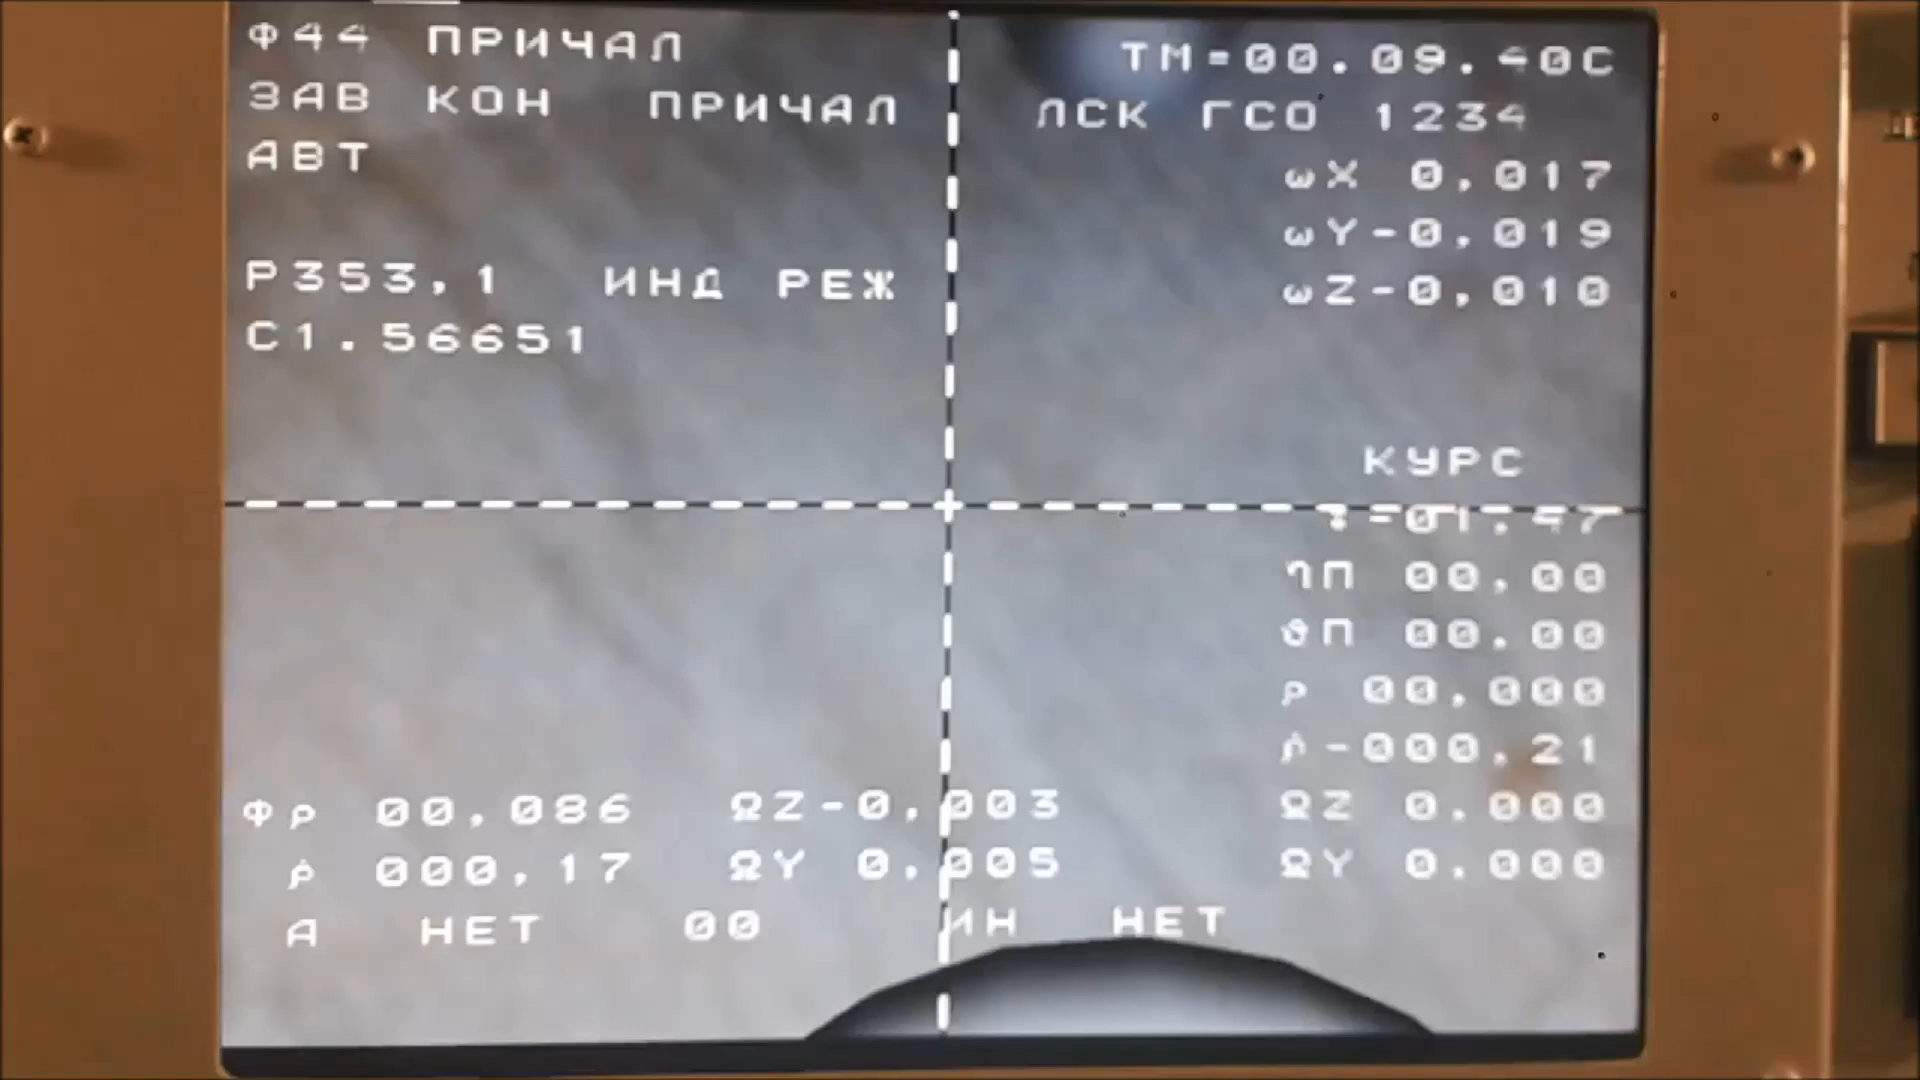 Ф44 ПРИЧАЛ
ТМ=00.09.40С
ЗАВ КОН ПРИЧАЛ
ЛСК ГСО 1234
АВТ
ωX 0,017
ωY-0,019
Р353,1 ИНД РЕЖ
ωZ-0,010
С1.56651
КУРС
=01.47
П 00,00
ϑП 00.00
ρ 00,000
ρ̇-000.21
Фρ 00,086 ΩZ-0,003
ΩZ 0.000
ρ̇ 000,17 ΩY 0,005
ΩY 0.000
А НЕТ 00 ИН НЕТ